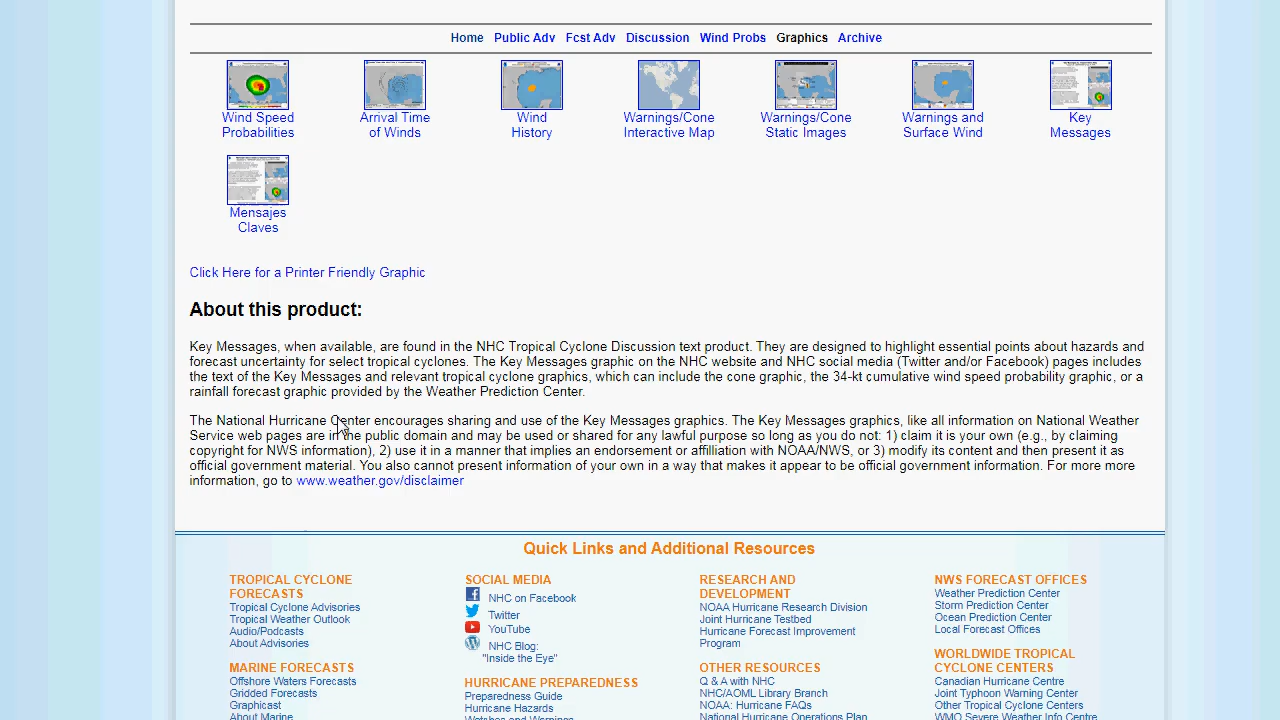 Home Public Adv Fcst Adv Discussion Wind Probs Graphics Archive
Wind Speed Probabilities
Arrival Time of Winds
Wind History
Warnings/Cone Interactive Map
Warnings/Cone Static Images
Warnings and Surface Wind
Key Messages
Mensajes Claves
Click Here for a Printer Friendly Graphic
About this product:
Key Messages, when available, are found in the NHC Tropical Cyclone Discussion text product. They are designed to highlight essential points about hazards and
forecast uncertainty for select tropical cyclones. The Key Messages graphic on the NHC website and NHC social media (Twitter and/or Facebook) pages includes
the text of the Key Messages and relevant tropical cyclone graphics, which can include the cone graphic, the 34-kt cumulative wind speed probability graphic, or a
rainfall forecast graphic provided by the Weather Prediction Center.
The National Hurricane Center encourages sharing and use of the Key Messages graphics. The Key Messages graphics, like all information on National Weather
Service web pages are in the public domain and may be used or shared for any lawful purpose so long as you do not: 1) claim it is your own (e.g., by claiming
copyright for NWS information), 2) use it in a manner that implies an endorsement or affiliation with NOAA/NWS, or 3) modify its content and then present it as
official government material. You also cannot present information of your own in a way that makes it appear to be official government information. For more more
information, go to www.weather.gov/disclaimer
Quick Links and Additional Resources
TROPICAL CYCLONE
FORECASTS
Tropical Cyclone Advisories
Tropical Weather Outlook
Audio/Podcasts
About Advisories
MARINE FORECASTS
Offshore Waters Forecasts
Gridded Forecasts
Graphicast
About Marine
SOCIAL MEDIA
NHC on Facebook
Twitter
YouTube
NHC Blog:
"Inside the Eye"
HURRICANE PREPAREDNESS
Preparedness Guide
Hurricane Hazards
Watches and Warnings
RESEARCH AND
DEVELOPMENT
NOAA Hurricane Research Division
Joint Hurricane Testbed
Hurricane Forecast Improvement
Program
OTHER RESOURCES
Q & A with NHC
NHC/AOML Library Branch
NOAA: Hurricane FAQs
National Hurricane Operations Plan
NWS FORECAST OFFICES
Weather Prediction Center
Storm Prediction Center
Ocean Prediction Center
Local Forecast Offices
WORLDWIDE TROPICAL
CYCLONE CENTERS
Canadian Hurricane Centre
Joint Typhoon Warning Center
Other Tropical Cyclone Centers
WMO Severe Weather Info Centre